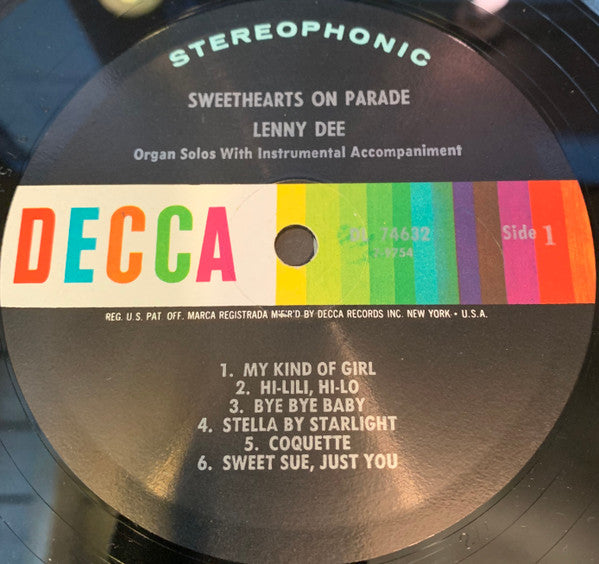 STEREOPHONIC
SWEETHEARTS ON PARADE
LENNY DEE
Organ Solos With Instrumental Accompaniment
DECCA
74632
Side 1
REG. U.S. PAT OFF. MARCA REGISTRADA M'F'R'D BY DECCA RECORDS INC. NEW YORK • U.S.A.
1. MY KIND OF GIRL
2. HI-LILI, HI-LO
3. BYE BYE BABY
4. STELLA BY STARLIGHT
5. COQUETTE
6. SWEET SUE, JUST YOU